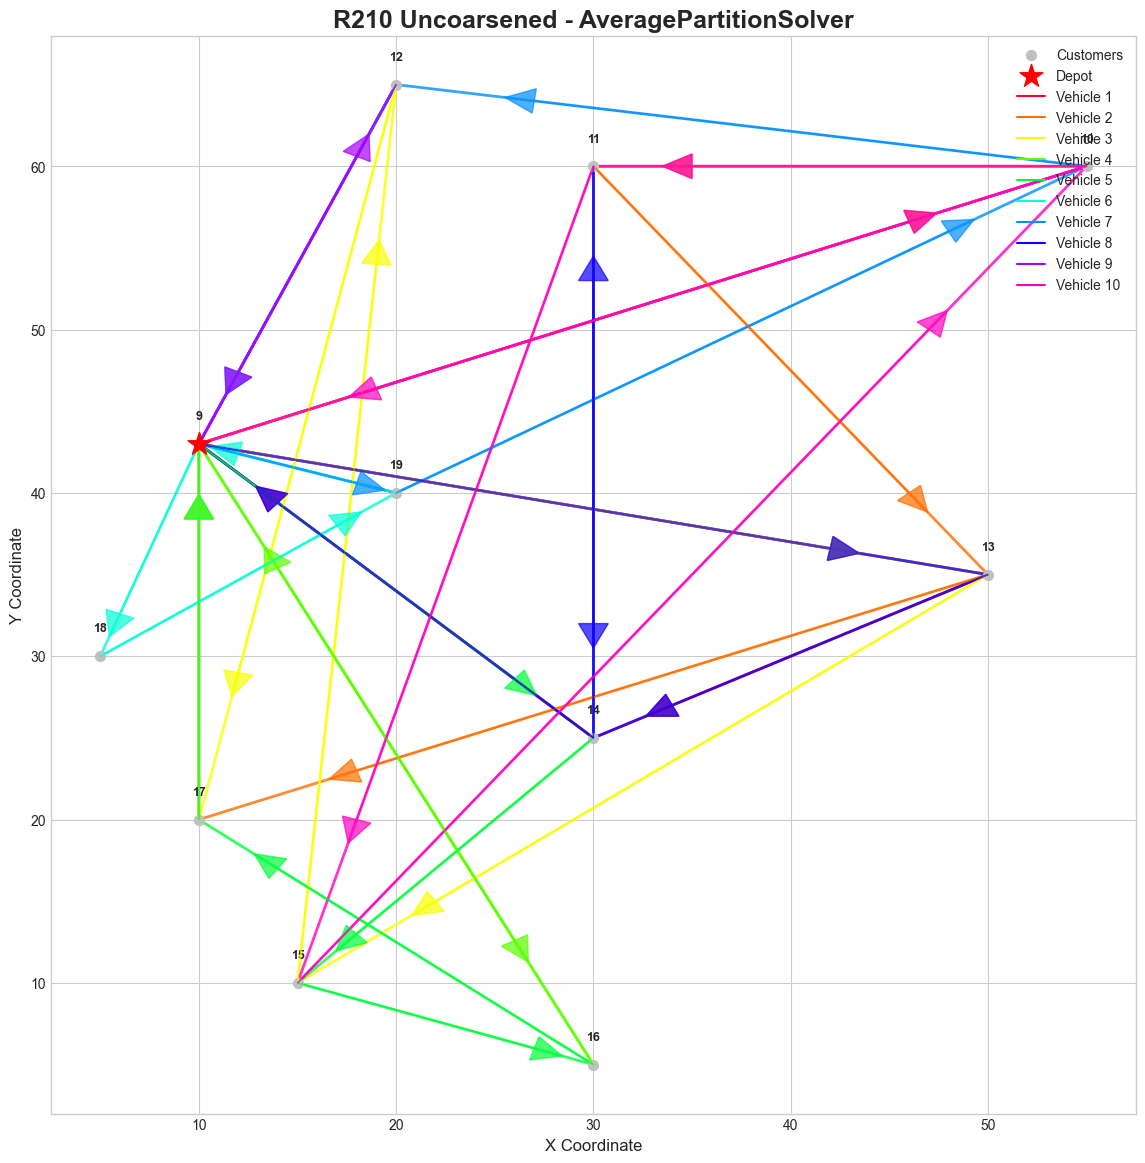 R210 Uncoarsened - AveragePartitionSolver
12
11
10
9
19
13
18
14
17
15
16
Customers
Depot
Vehicle 1
Vehicle 2
Vehicle 3
Vehicle 4
Vehicle 5
Vehicle 6
Vehicle 7
Vehicle 8
Vehicle 9
Vehicle 10
60
50
40
30
20
10
Y Coordinate
10
20
30
40
50
X Coordinate